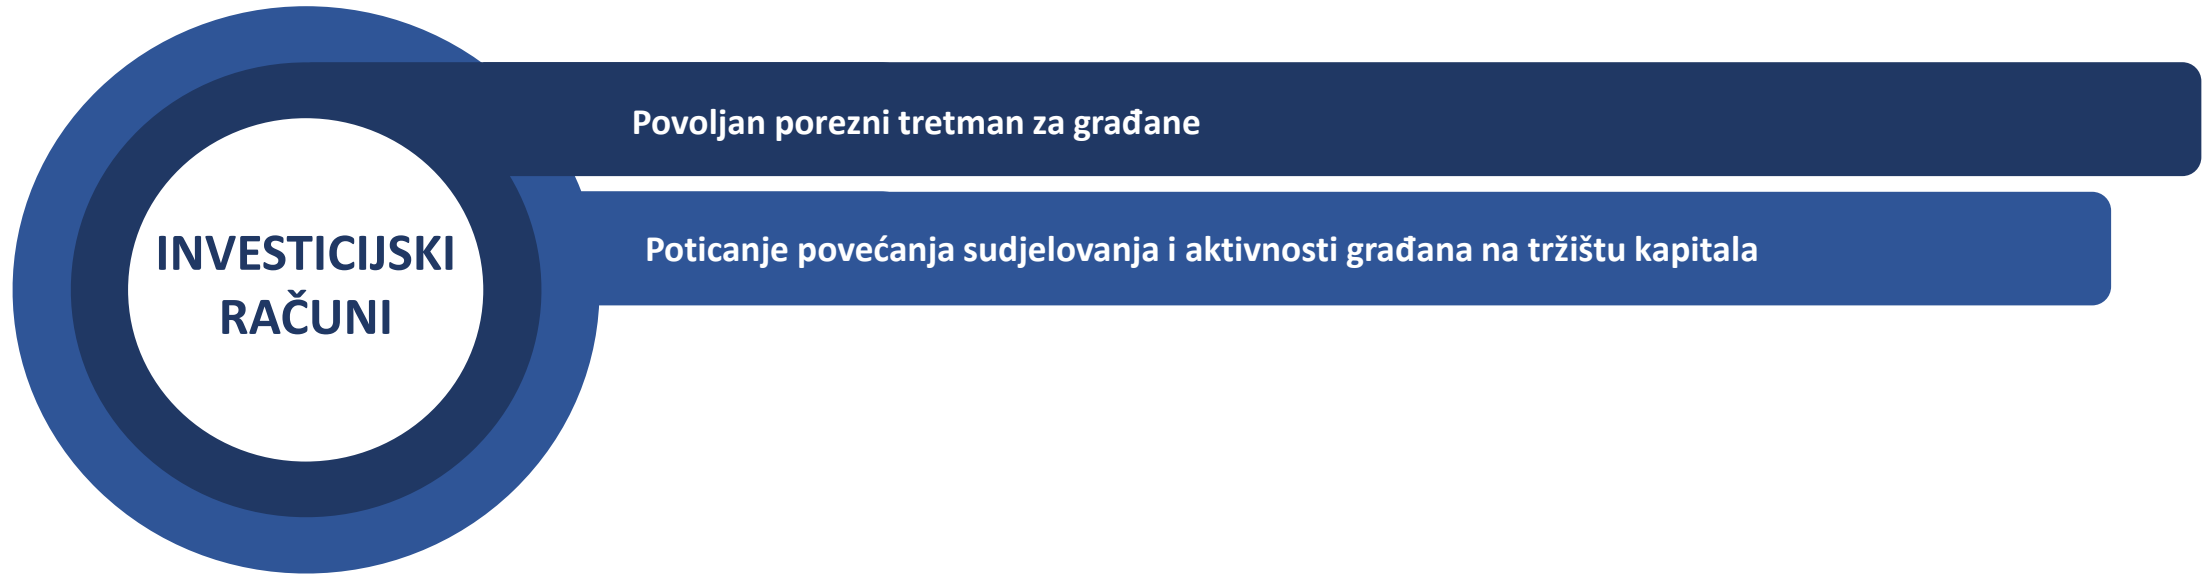 INVESTICIJSKI
RAČUNI
Povoljan porezni tretman za građane
Poticanje povećanja sudjelovanja i aktivnosti građana na tržištu kapitala